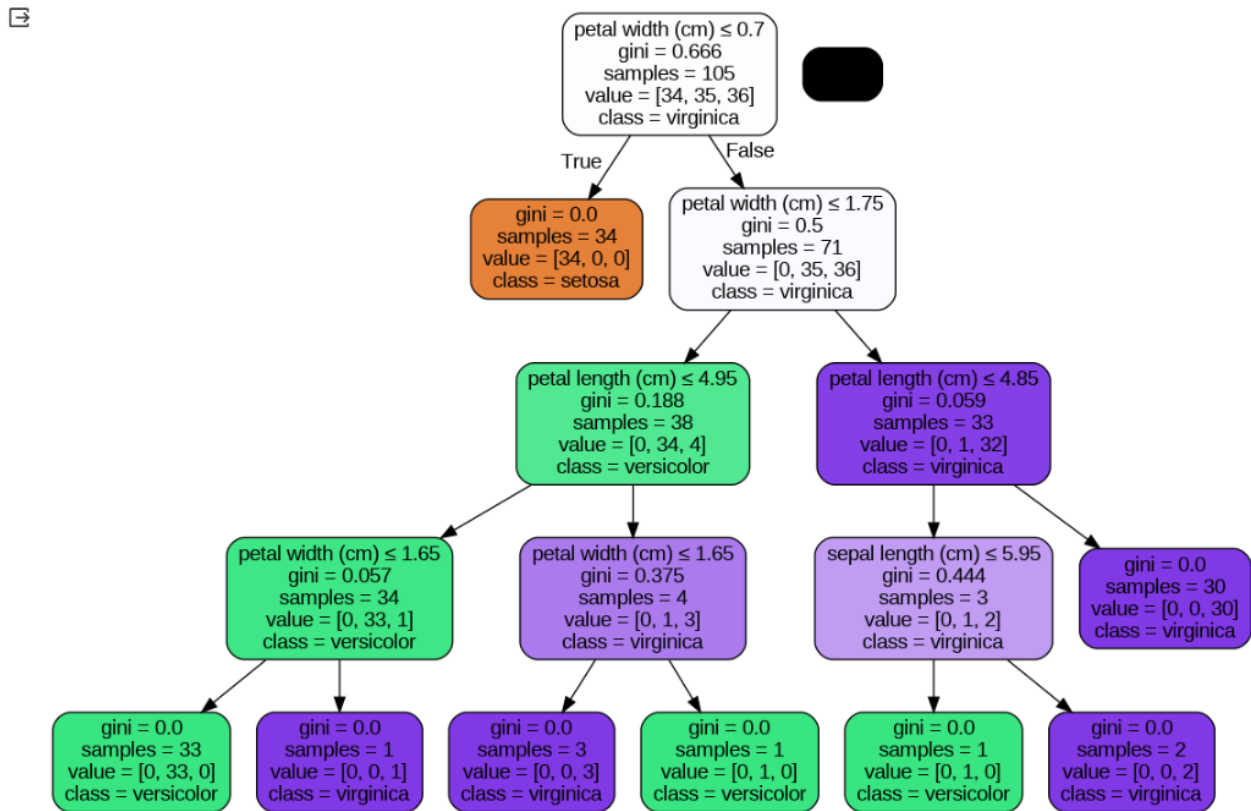 petal width (cm) ≤ 0.7
gini = 0.666
samples = 105
value = [34, 35, 36]
class = virginica
True
False
gini = 0.0
samples = 34
value = [34, 0, 0]
class = setosa
petal width (cm) ≤ 1.75
gini = 0.5
samples = 71
value = [0, 35, 36]
class = virginica
petal length (cm) ≤ 4.95
gini = 0.188
samples = 38
value = [0, 34, 4]
class = versicolor
petal length (cm) ≤ 4.85
gini = 0.059
samples = 33
value = [0, 1, 32]
class = virginica
petal width (cm) ≤ 1.65
gini = 0.057
samples = 34
value = [0, 33, 1]
class = versicolor
petal width (cm) ≤ 1.65
gini = 0.375
samples = 4
value = [0, 1, 3]
class = virginica
sepal length (cm) ≤ 5.95
gini = 0.444
samples = 3
value = [0, 1, 2]
class = virginica
gini = 0.0
samples = 30
value = [0, 0, 30]
class = virginica
gini = 0.0
samples = 33
value = [0, 33, 0]
class = versicolor
gini = 0.0
samples = 1
value = [0, 0, 1]
class = virginica
gini = 0.0
samples = 3
value = [0, 0, 3]
class = virginica
gini = 0.0
samples = 1
value = [0, 1, 0]
class = versicolor
gini = 0.0
samples = 1
value = [0, 1, 0]
class = versicolor
gini = 0.0
samples = 2
value = [0, 0, 2]
class = virginica